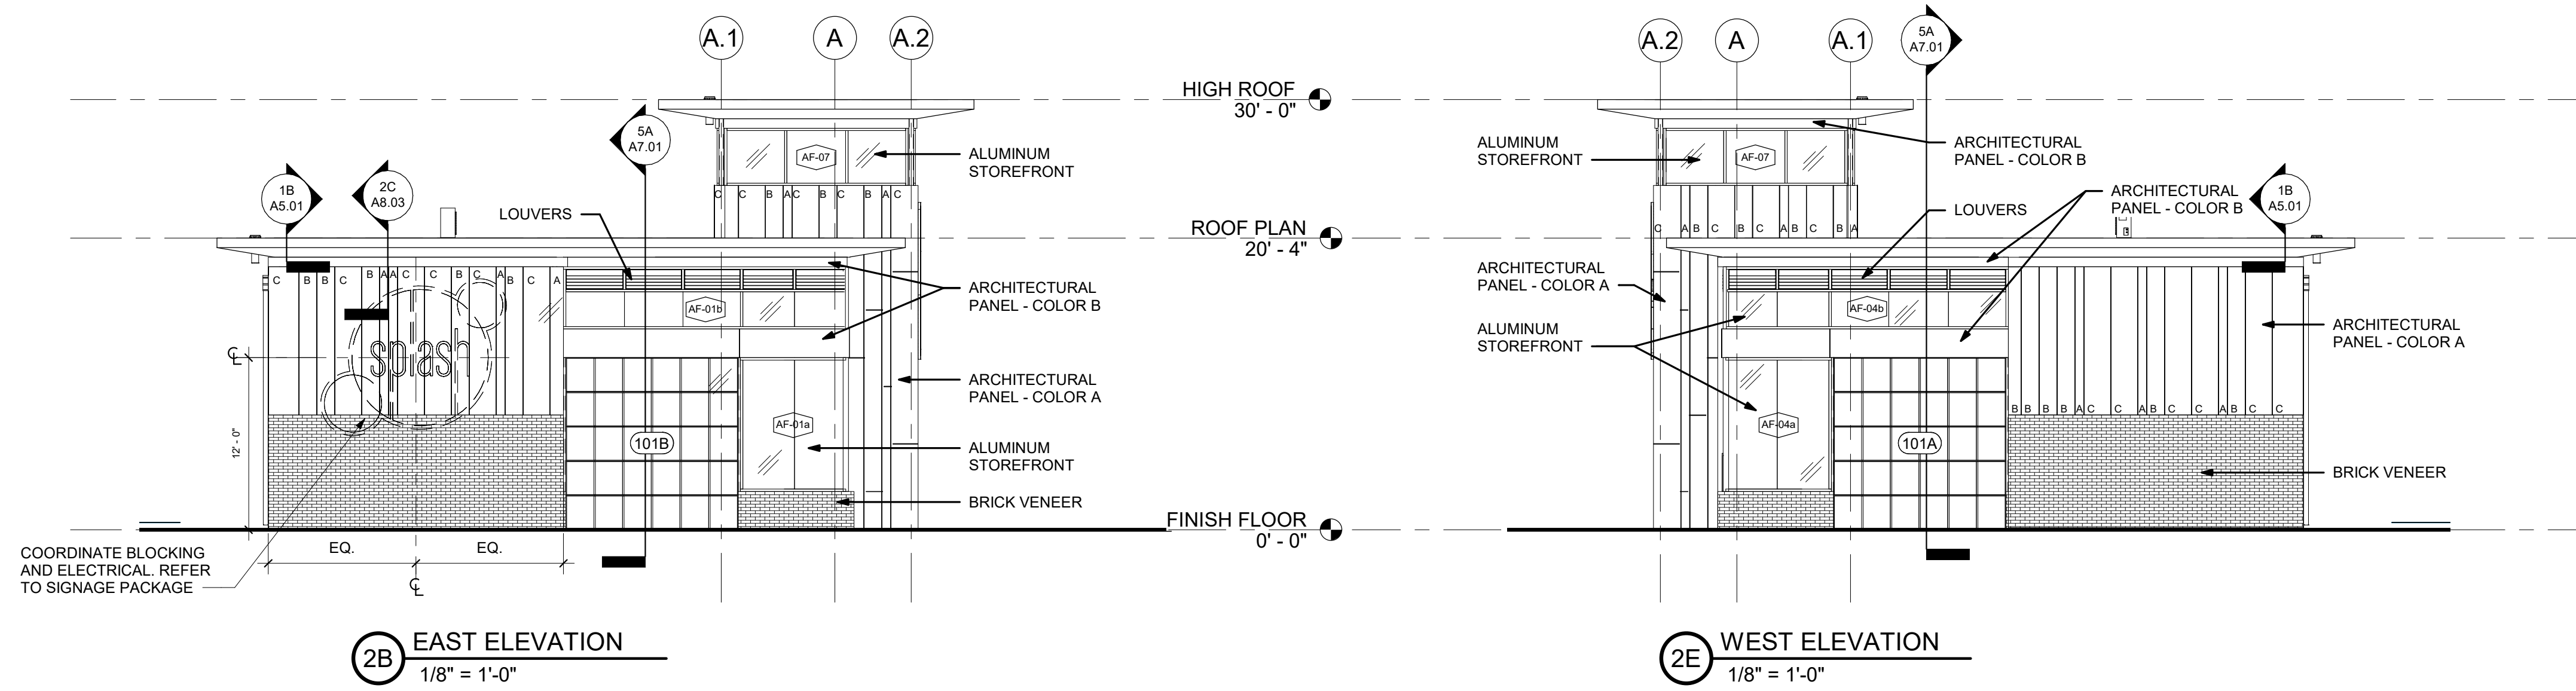 A.1
A
A.2
HIGH ROOF
30' - 0"
5A
A7.01
AF-07
ALUMINUM
STOREFRONT
1B
A5.01
2C
A8.03
C C B A C B C B A C
LOUVERS
ROOF PLAN
20' - 4"
C B B C B A A C C B C A B C A
AF-01b
ARCHITECTURAL
PANEL - COLOR B
splash
℄
ARCHITECTURAL
PANEL - COLOR A
AF-01a
101B
12' - 0"
ALUMINUM
STOREFRONT
BRICK VENEER
FINISH FLOOR
0' - 0"
EQ.
EQ.
℄
COORDINATE BLOCKING
AND ELECTRICAL. REFER
TO SIGNAGE PACKAGE
2B
EAST ELEVATION
1/8" = 1'-0"
A.2
A
A.1
5A
A7.01
ALUMINUM
STOREFRONT
AF-07
ARCHITECTURAL
PANEL - COLOR B
ARCHITECTURAL
PANEL - COLOR B
1B
A5.01
LOUVERS
C A B C B C A B C B A
ARCHITECTURAL
PANEL - COLOR A
AF-04b
ALUMINUM
STOREFRONT
ARCHITECTURAL
PANEL - COLOR A
B B B B A C C A B C C A B C C
AF-04a
101A
BRICK VENEER
2E
WEST ELEVATION
1/8" = 1'-0"